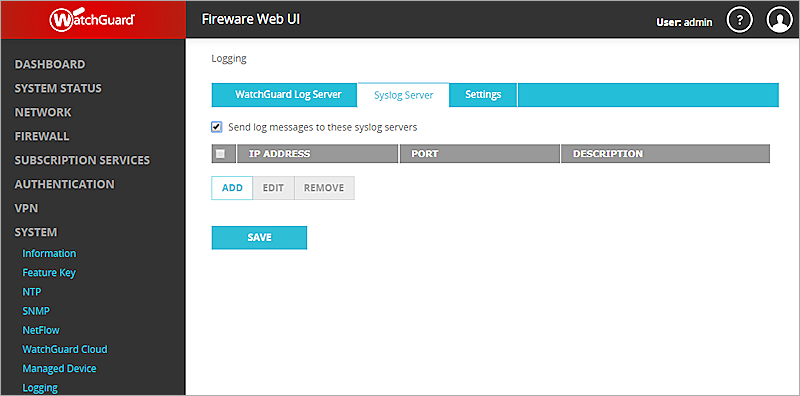 WatchGuard
Fireware Web UI
User: admin
?
DASHBOARD
SYSTEM STATUS
NETWORK
FIREWALL
SUBSCRIPTION SERVICES
AUTHENTICATION
VPN
SYSTEM
Information
Feature Key
NTP
SNMP
NetFlow
WatchGuard Cloud
Managed Device
Logging
Logging
WatchGuard Log Server Syslog Server Settings
Send log messages to these syslog servers
IP ADDRESS PORT DESCRIPTION
ADD EDIT REMOVE
SAVE